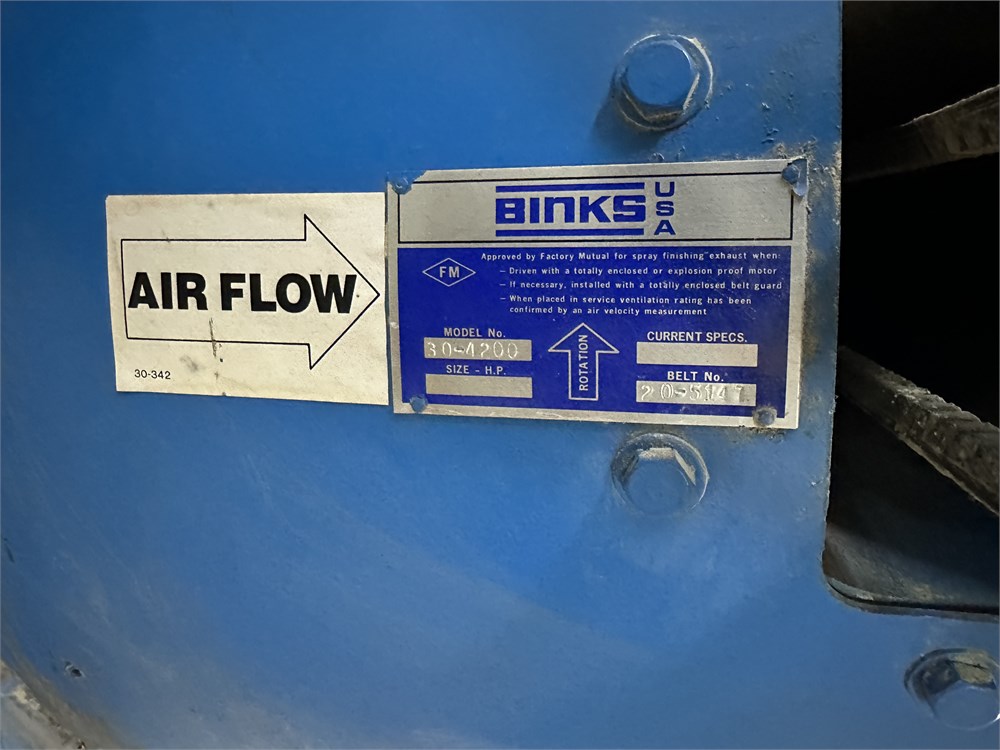 AIR FLOW
30-342
BINKS USA
FM
Approved by Factory Mutual for spray finishing exhaust when:
— Driven with a totally enclosed or explosion proof motor
— If necessary, installed with a totally enclosed belt guard
— When placed in service ventilation rating has been
confirmed by an air velocity measurement
MODEL No.
30-4200
SIZE - H.P.
ROTATION
CURRENT SPECS.
BELT No.